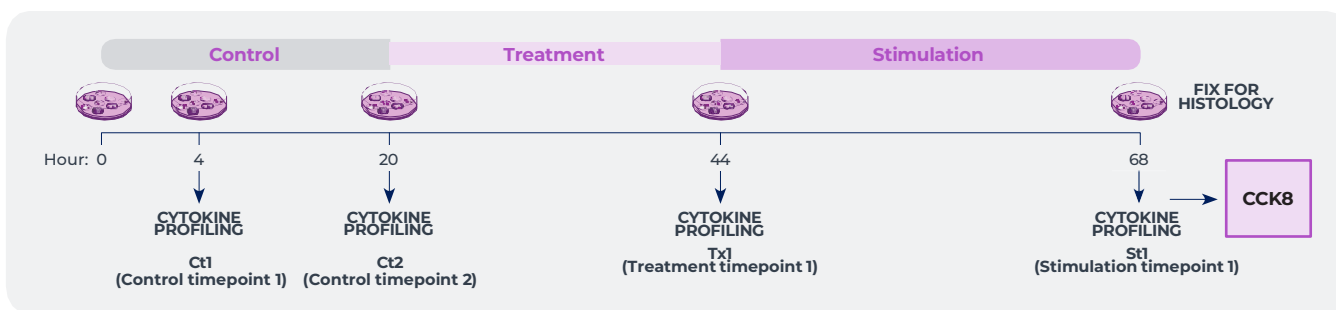 Control Treatment Stimulation
FIX FOR
HISTOLOGY
Hour: 0 4 20 44 68
CYTOKINE
PROFILING
Ct1
(Control timepoint 1)
CYTOKINE
PROFILING
Ct2
(Control timepoint 2)
CYTOKINE
PROFILING
Tx1
(Treatment timepoint 1)
CYTOKINE
PROFILING
St1
(Stimulation timepoint 1)
CCK8